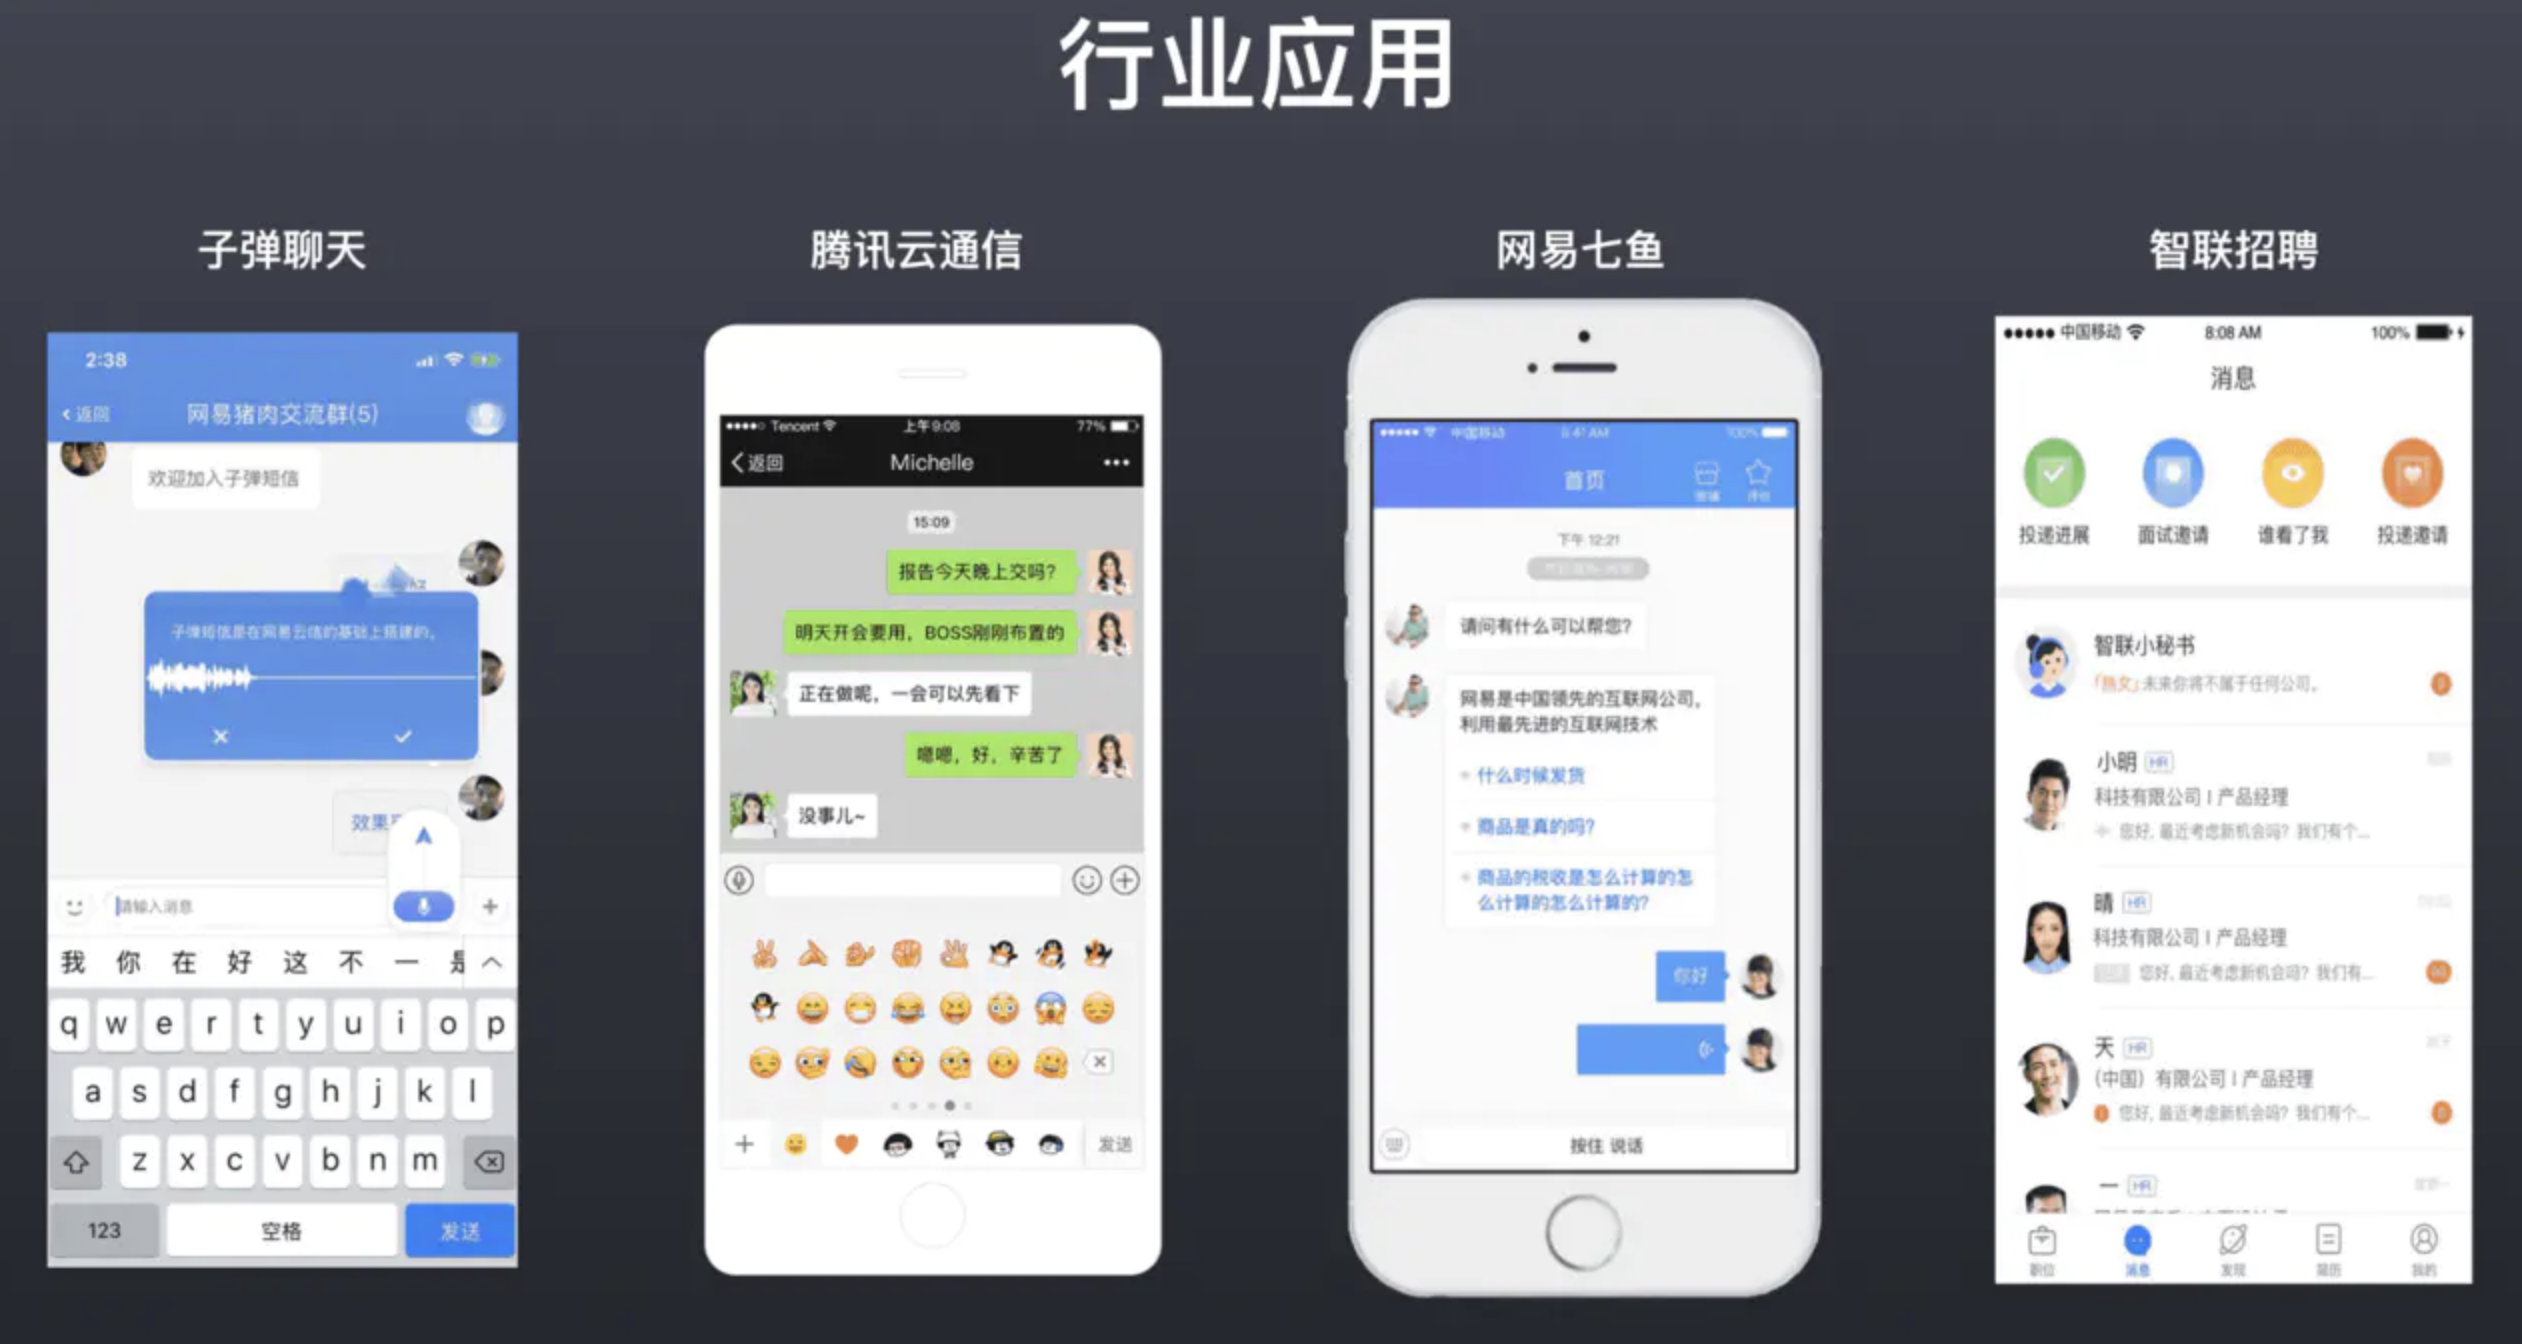 行业应用
子弹聊天
腾讯云通信
网易七鱼
智联招聘
2:38
返回
网易猪肉交流群(5)
欢迎加入子弹短信
子弹短信是在网易云信的基础上搭建的。
效果
请输入消息
我 你 在 好 这 不 一 是
q w e r t y u i o p
a s d f g h j k l
z x c v b n m
123 空格 发送
Tencent 上午9:08 77%
返回 Michelle
15:09
报告今天晚上交吗?
明天开会要用，BOSS刚刚布置的
正在做呢，一会可以先看下
嗯嗯，好，辛苦了
没事儿~
发送
中国移动 9:41 AM 100%
首页
下午 12:21
请问有什么可以帮您?
网易是中国领先的互联网公司，
利用最先进的互联网技术
什么时候发货
商品是真的吗?
商品的税收是怎么计算的怎
么计算的怎么计算的?
你好
按住 说话
中国移动 8:08 AM 100%
消息
投递进展 面试邀请 谁看了我 投递邀请
智联小秘书
「热文」未来你将不属于任何公司。
小明 HR
科技有限公司 | 产品经理
您好, 最近考虑新机会吗? 我们有个...
晴 HR
科技有限公司 | 产品经理
您好, 最近考虑新机会吗? 我们有...
天 HR
(中国) 有限公司 | 产品经理
您好, 最近考虑新机会吗? 我们有个...
一 HR
职位 消息 发现 简历 我的